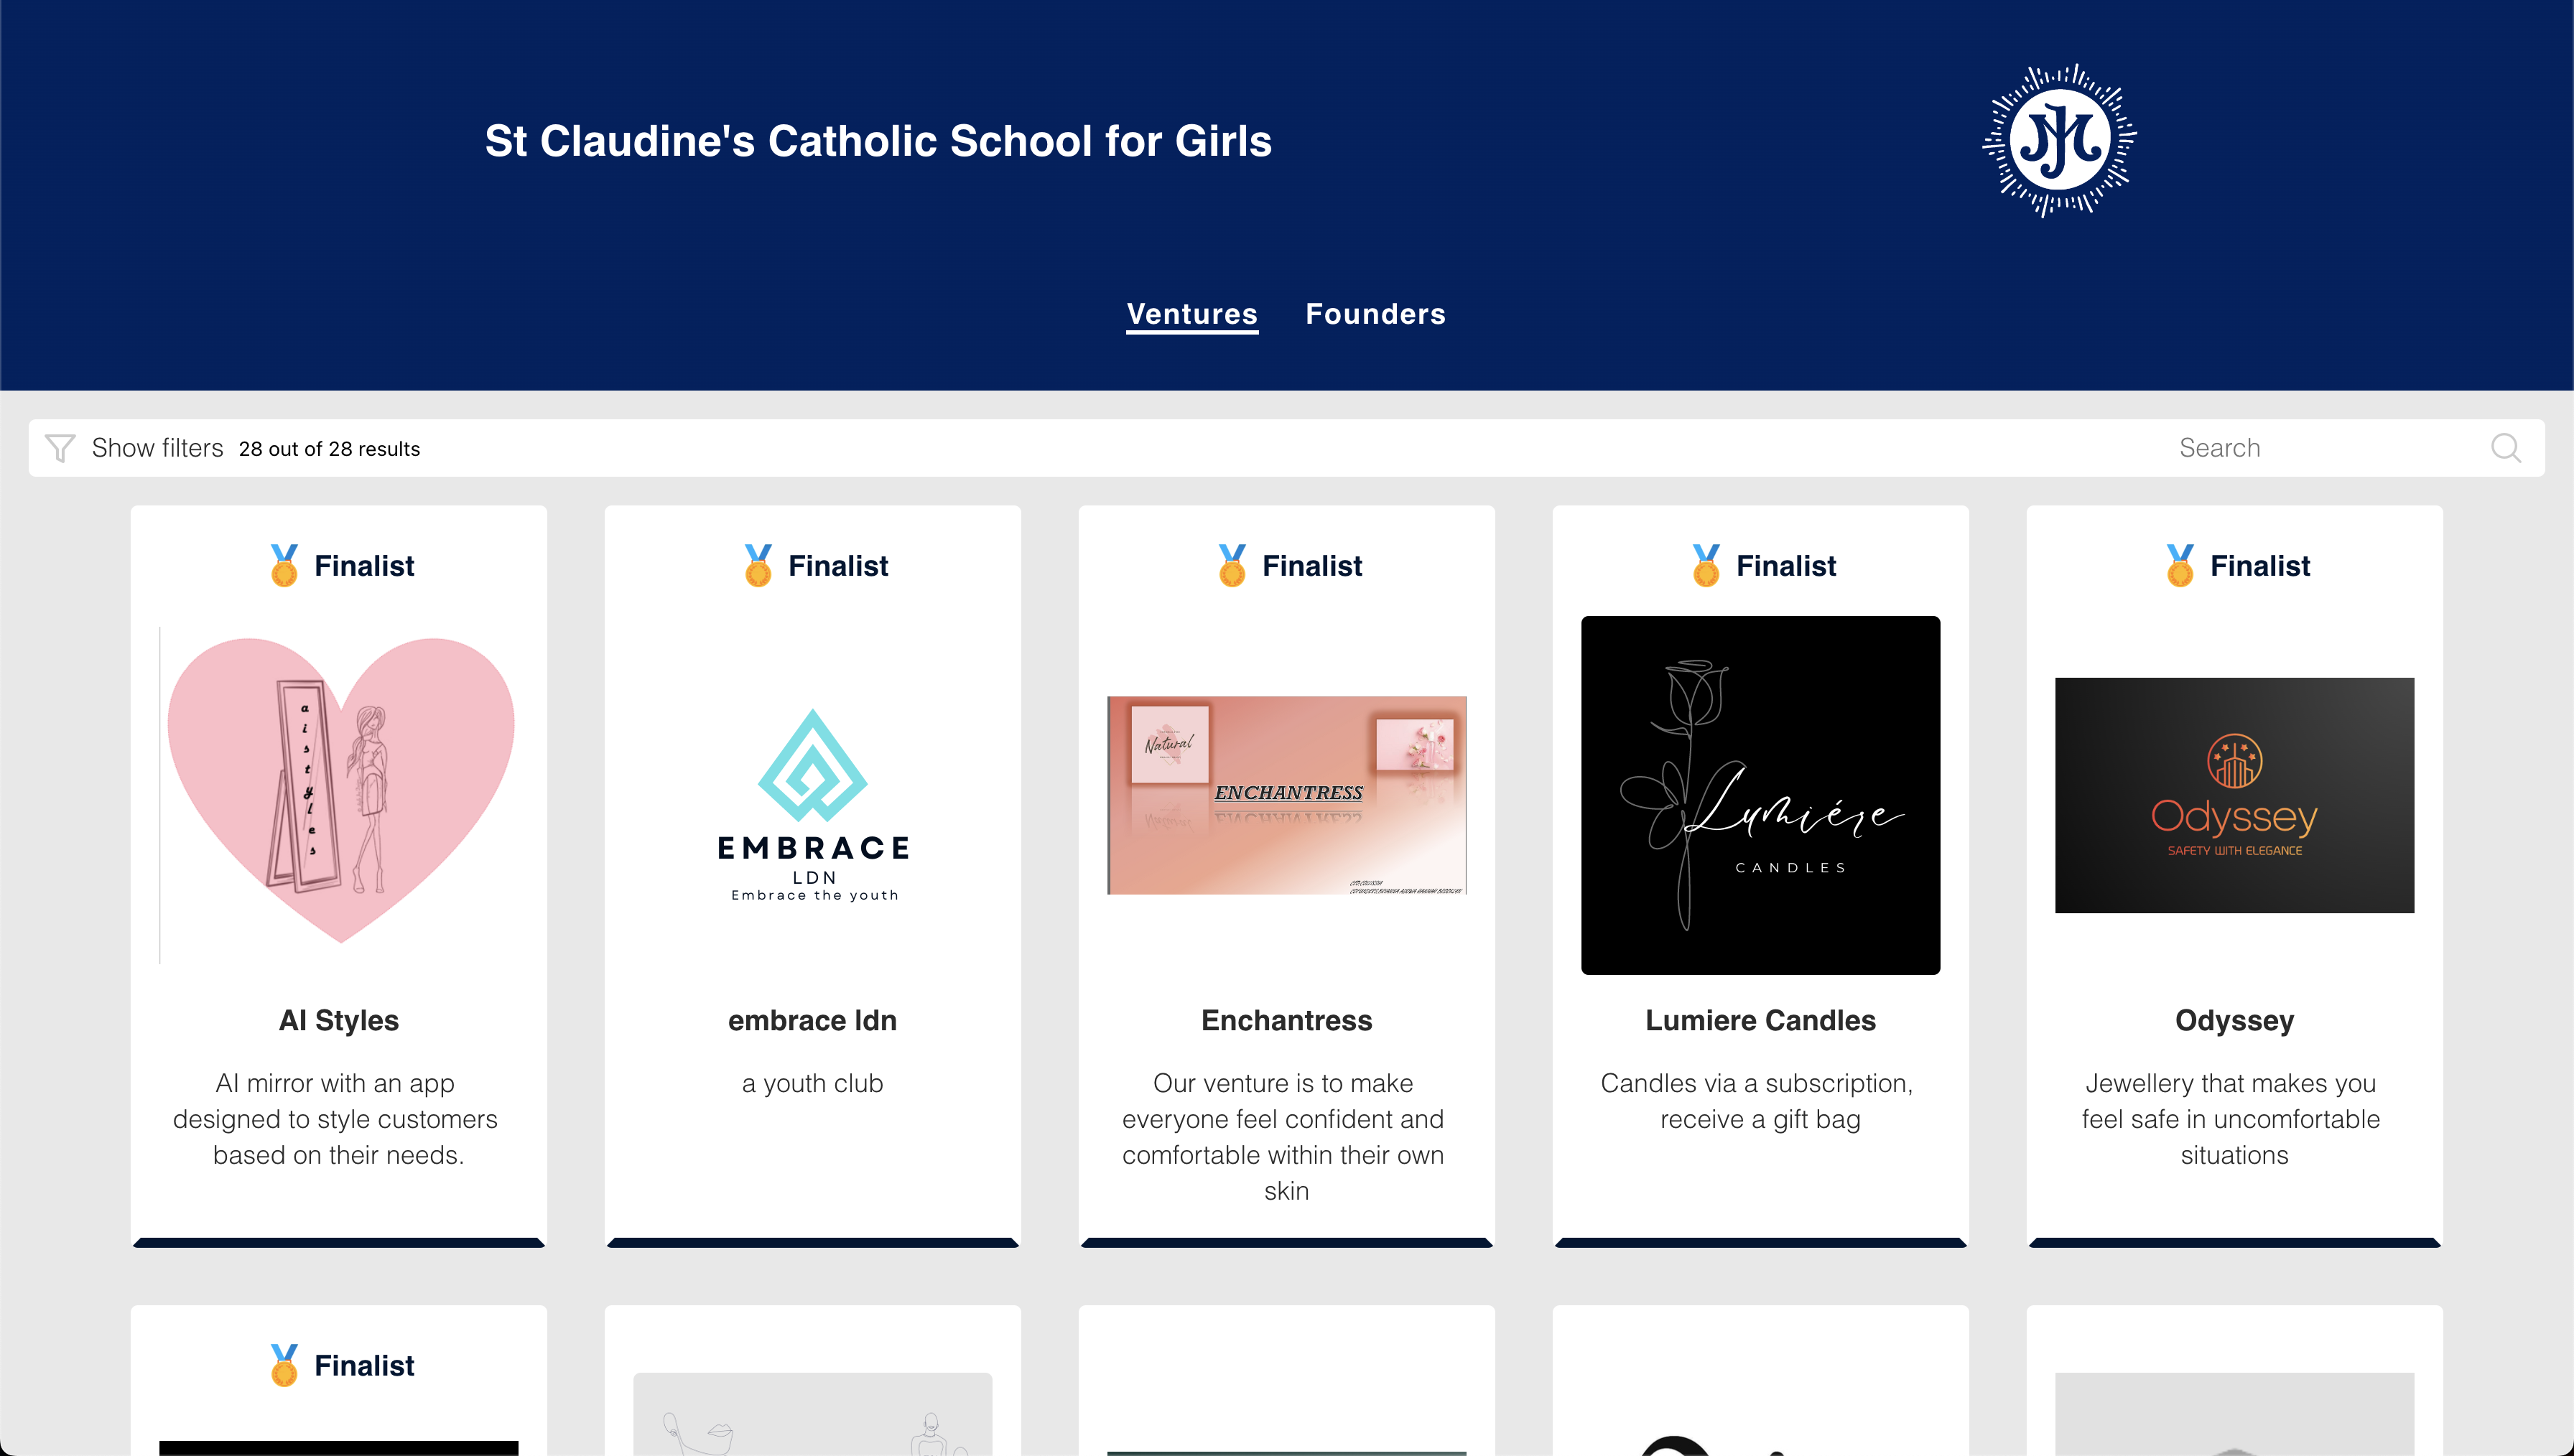 St Claudine's Catholic School for Girls
Ventures Founders
Show filters 28 out of 28 results Search
Finalist
aistyles
AI Styles
AI mirror with an app
designed to style customers
based on their needs.
Finalist
EMBRACE
LDN
Embrace the youth
embrace ldn
a youth club
Finalist
Natural
ENCHANTRESS
Enchantress
Our venture is to make
everyone feel confident and
comfortable within their own
skin
Finalist
Lumiére
CANDLES
Lumiere Candles
Candles via a subscription,
receive a gift bag
Finalist
Odyssey
SAFETY WITH ELEGANCE
Odyssey
Jewellery that makes you
feel safe in uncomfortable
situations
Finalist